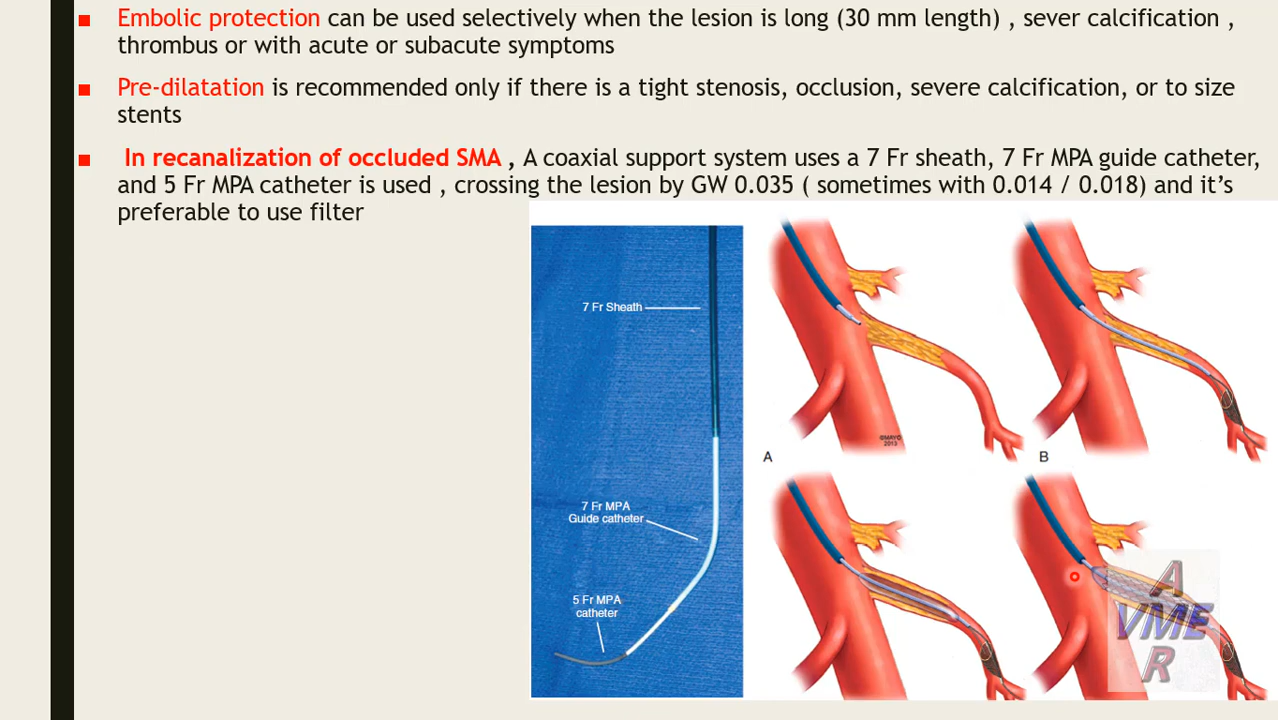 Embolic protection can be used selectively when the lesion is long (30 mm length) , sever calcification ,
thrombus or with acute or subacute symptoms
Pre-dilatation is recommended only if there is a tight stenosis, occlusion, severe calcification, or to size
stents
In recanalization of occluded SMA , A coaxial support system uses a 7 Fr sheath, 7 Fr MPA guide catheter,
and 5 Fr MPA catheter is used , crossing the lesion by GW 0.035 ( sometimes with 0.014 / 0.018) and it's
preferable to use filter
7 Fr Sheath
7 Fr MPA
Guide catheter
5 Fr MPA
catheter
©MAYO
2013
A
B
A
VME
R